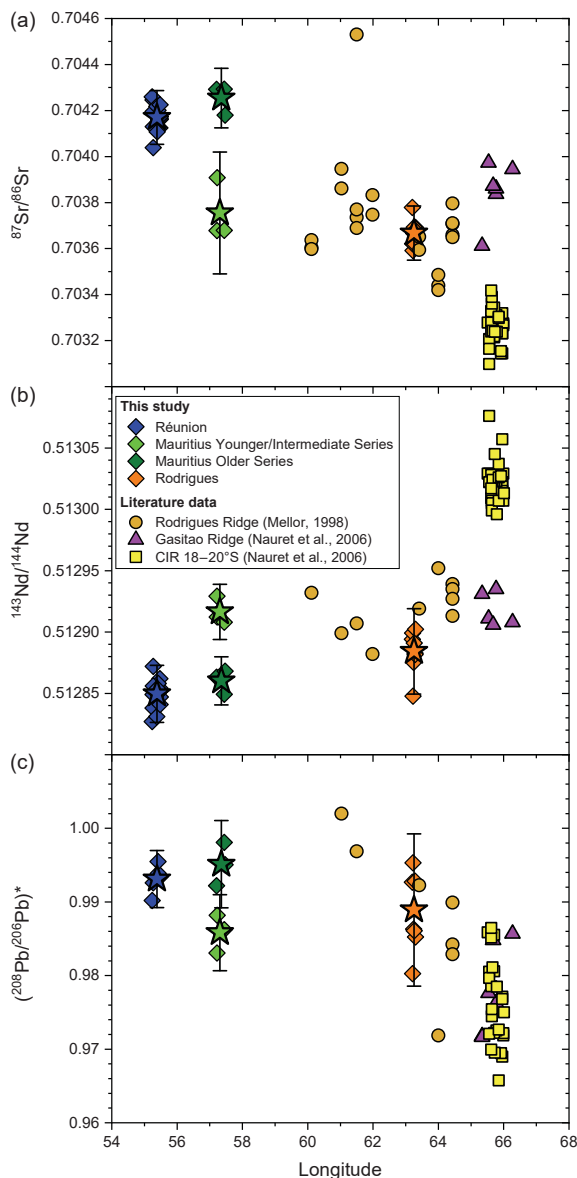 (a)
0.7046
0.7044
0.7042
0.7040
0.7038
0.7036
0.7034
0.7032
⁸⁷Sr/⁸⁶Sr
(b)
This study
Réunion
Mauritius Younger/Intermediate Series
Mauritius Older Series
Rodrigues
Literature data
Rodrigues Ridge (Mellor, 1998)
Gasitao Ridge (Nauret et al., 2006)
CIR 18–20°S (Nauret et al., 2006)
0.51305
0.51300
0.51295
0.51290
0.51285
¹⁴³Nd/¹⁴⁴Nd
(c)
1.00
0.99
0.98
0.97
0.96
(²⁰⁸Pb/²⁰⁶Pb)*
54 56 58 60 62 64 66 68
Longitude